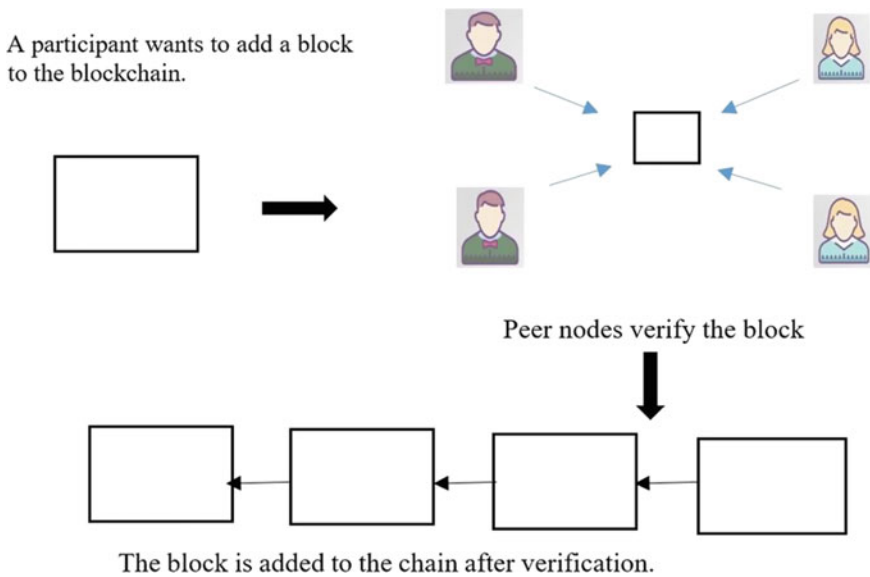 A participant wants to add a block
to the blockchain.
Peer nodes verify the block
The block is added to the chain after verification.